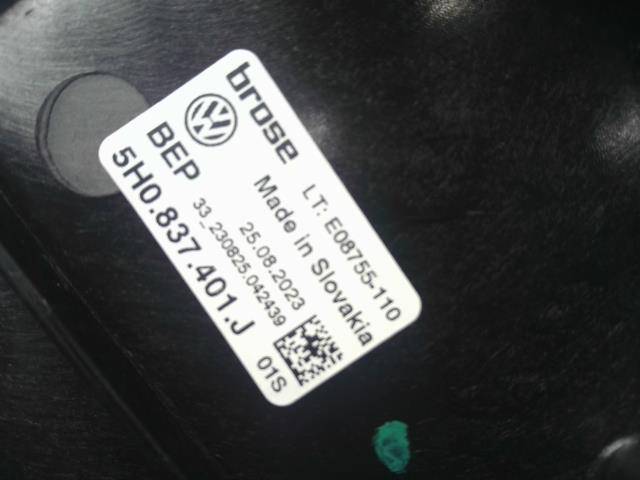 brose
LT: E08755-110
Made in Slovakia
25.08.2023
33_230825.042439
BEP
5H0.837.401.J
01S